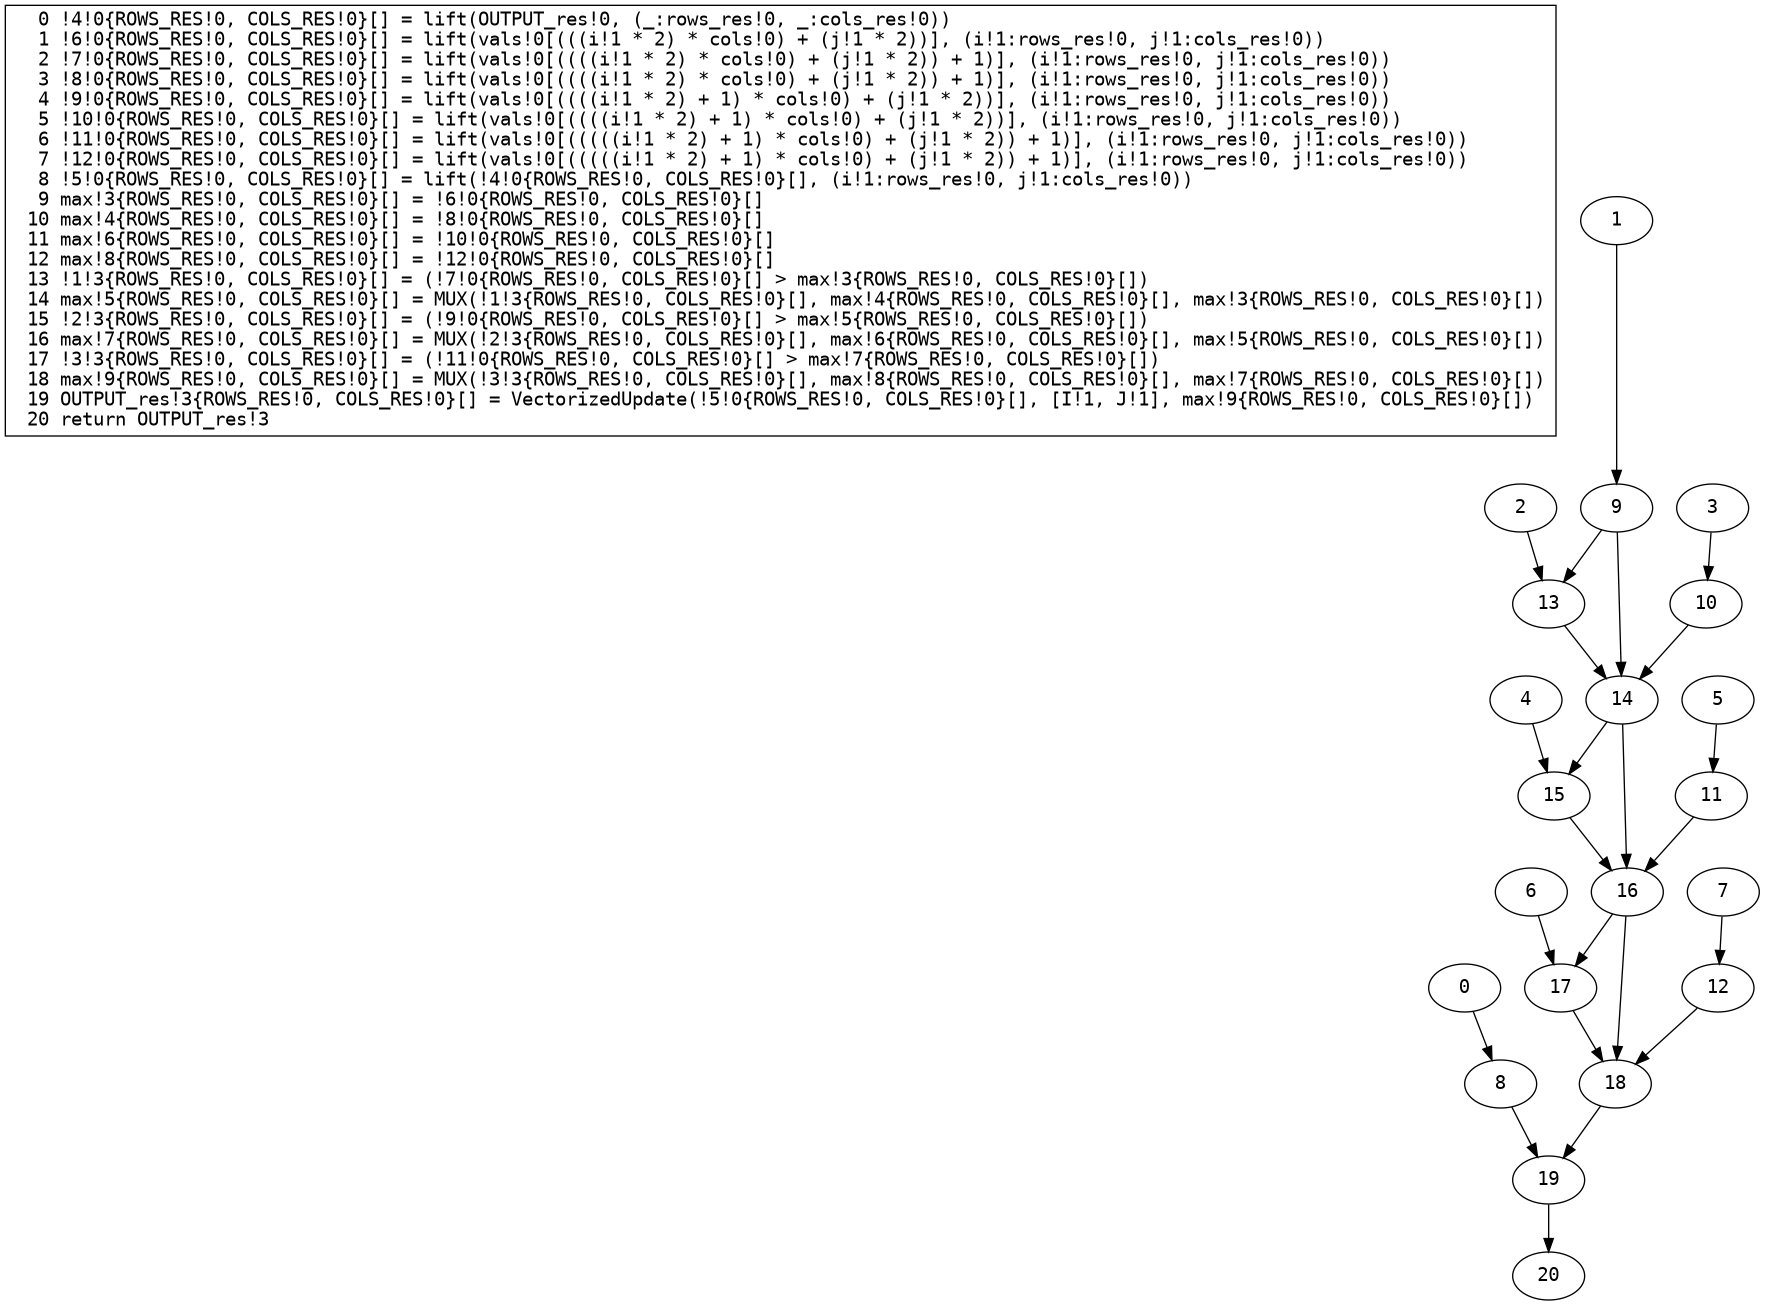 0 !4!0{ROWS_RES!0, COLS_RES!0}[] = lift(OUTPUT_res!0, (_:rows_res!0, _:cols_res!0))
1 !6!0{ROWS_RES!0, COLS_RES!0}[] = lift(vals!0[(((i!1 * 2) * cols!0) + (j!1 * 2))], (i!1:rows_res!0, j!1:cols_res!0))
2 !7!0{ROWS_RES!0, COLS_RES!0}[] = lift(vals!0[((((i!1 * 2) * cols!0) + (j!1 * 2)) + 1)], (i!1:rows_res!0, j!1:cols_res!0))
3 !8!0{ROWS_RES!0, COLS_RES!0}[] = lift(vals!0[((((i!1 * 2) * cols!0) + (j!1 * 2)) + 1)], (i!1:rows_res!0, j!1:cols_res!0))
4 !9!0{ROWS_RES!0, COLS_RES!0}[] = lift(vals!0[((((i!1 * 2) + 1) * cols!0) + (j!1 * 2))], (i!1:rows_res!0, j!1:cols_res!0))
5 !10!0{ROWS_RES!0, COLS_RES!0}[] = lift(vals!0[((((i!1 * 2) + 1) * cols!0) + (j!1 * 2))], (i!1:rows_res!0, j!1:cols_res!0))
6 !11!0{ROWS_RES!0, COLS_RES!0}[] = lift(vals!0[(((((i!1 * 2) + 1) * cols!0) + (j!1 * 2)) + 1)], (i!1:rows_res!0, j!1:cols_res!0))
7 !12!0{ROWS_RES!0, COLS_RES!0}[] = lift(vals!0[(((((i!1 * 2) + 1) * cols!0) + (j!1 * 2)) + 1)], (i!1:rows_res!0, j!1:cols_res!0))
8 !5!0{ROWS_RES!0, COLS_RES!0}[] = lift(!4!0{ROWS_RES!0, COLS_RES!0}[], (i!1:rows_res!0, j!1:cols_res!0))
9 max!3{ROWS_RES!0, COLS_RES!0}[] = !6!0{ROWS_RES!0, COLS_RES!0}[]
10 max!4{ROWS_RES!0, COLS_RES!0}[] = !8!0{ROWS_RES!0, COLS_RES!0}[]
11 max!6{ROWS_RES!0, COLS_RES!0}[] = !10!0{ROWS_RES!0, COLS_RES!0}[]
12 max!8{ROWS_RES!0, COLS_RES!0}[] = !12!0{ROWS_RES!0, COLS_RES!0}[]
13 !1!3{ROWS_RES!0, COLS_RES!0}[] = (!7!0{ROWS_RES!0, COLS_RES!0}[] > max!3{ROWS_RES!0, COLS_RES!0}[])
14 max!5{ROWS_RES!0, COLS_RES!0}[] = MUX(!1!3{ROWS_RES!0, COLS_RES!0}[], max!4{ROWS_RES!0, COLS_RES!0}[], max!3{ROWS_RES!0, COLS_RES!0}[])
15 !2!3{ROWS_RES!0, COLS_RES!0}[] = (!9!0{ROWS_RES!0, COLS_RES!0}[] > max!5{ROWS_RES!0, COLS_RES!0}[])
16 max!7{ROWS_RES!0, COLS_RES!0}[] = MUX(!2!3{ROWS_RES!0, COLS_RES!0}[], max!6{ROWS_RES!0, COLS_RES!0}[], max!5{ROWS_RES!0, COLS_RES!0}[])
17 !3!3{ROWS_RES!0, COLS_RES!0}[] = (!11!0{ROWS_RES!0, COLS_RES!0}[] > max!7{ROWS_RES!0, COLS_RES!0}[])
18 max!9{ROWS_RES!0, COLS_RES!0}[] = MUX(!3!3{ROWS_RES!0, COLS_RES!0}[], max!8{ROWS_RES!0, COLS_RES!0}[], max!7{ROWS_RES!0, COLS_RES!0}[])
19 OUTPUT_res!3{ROWS_RES!0, COLS_RES!0}[] = VectorizedUpdate(!5!0{ROWS_RES!0, COLS_RES!0}[], [I!1, J!1], max!9{ROWS_RES!0, COLS_RES!0}[])
20 return OUTPUT_res!3
1
2 9 3
13 10
4 14 5
15 11
6 16 7
0 17 12
8 18
19
20